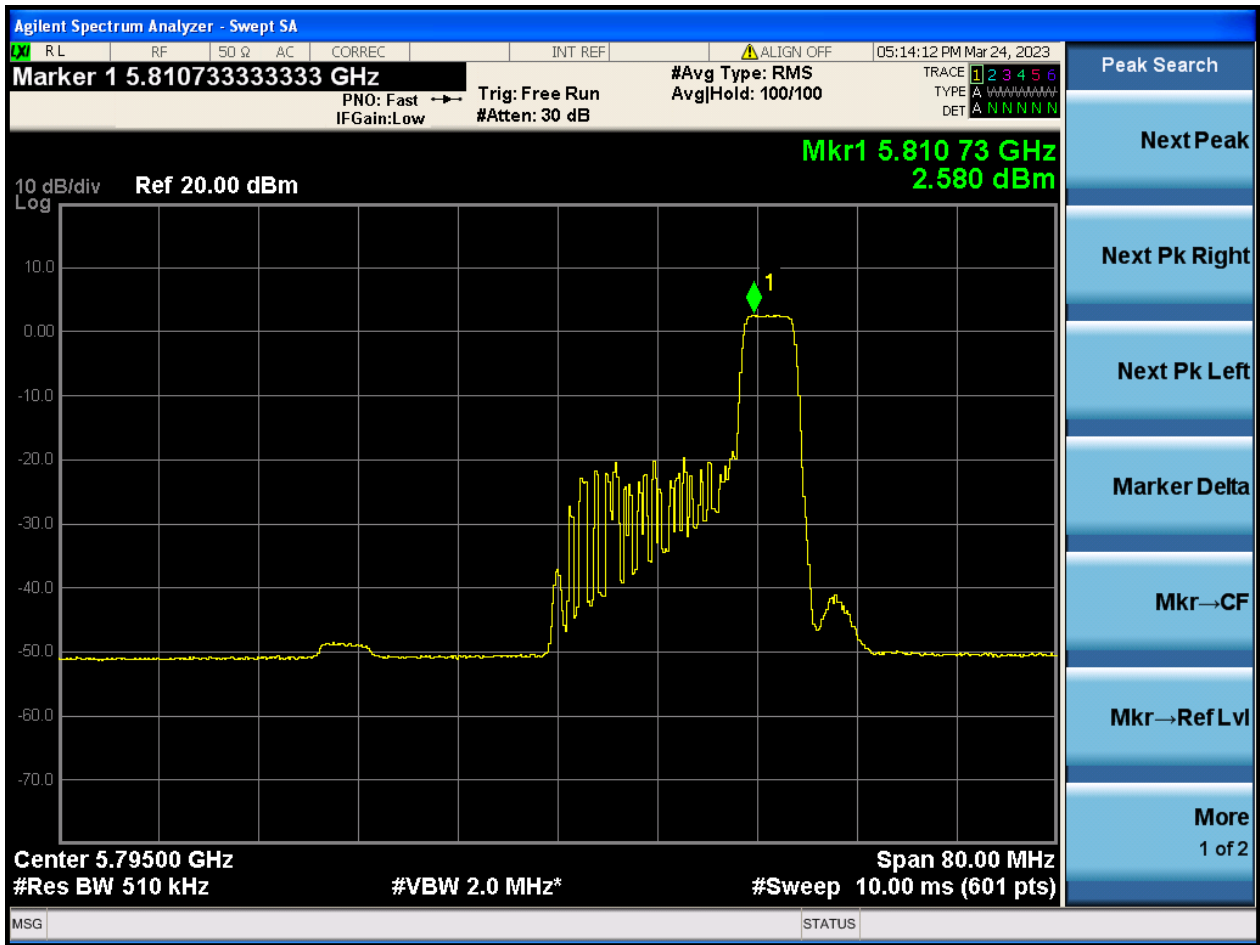 Agilent Spectrum Analyzer - Swept SA
LXI RL RF 50 Ω AC CORREC INT REF ALIGN OFF 05:14:12 PM Mar 24, 2023
Marker 1 5.810733333333 GHz
PNO: Fast
IFGain:Low
Trig: Free Run
#Atten: 30 dB
#Avg Type: RMS
Avg|Hold: 100/100
TRACE 1 2 3 4 5 6
TYPE A WWWWW
DET A N N N N N
Mkr1 5.810 73 GHz
2.580 dBm
10 dB/div Ref 20.00 dBm
Log
10.0
0.00
-10.0
-20.0
-30.0
-40.0
-50.0
-60.0
-70.0
1
Center 5.79500 GHz Span 80.00 MHz
#Res BW 510 kHz #VBW 2.0 MHz* #Sweep 10.00 ms (601 pts)
MSG STATUS
Peak Search
Next Peak
Next Pk Right
Next Pk Left
Marker Delta
Mkr→CF
Mkr→Ref Lvl
More
1 of 2